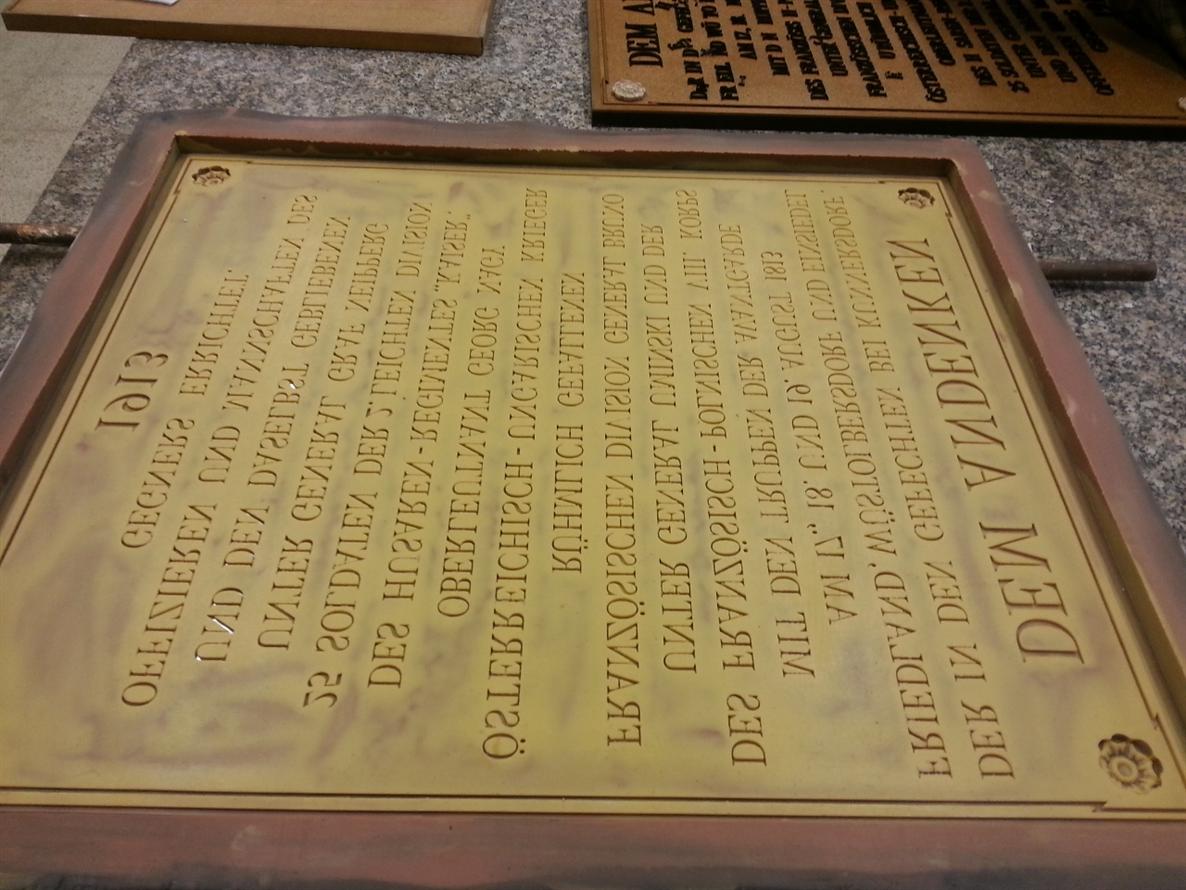 DEM ANDENKEN
DER IN DEN GEFECHTEN BEI KUNNERSDORF,
FRIEDLAND, WÜSTOLBERSDORF UND EINSIEDEL
AM 17., 18. UND 19. AUGUST 1813
MIT DEN TRUPPEN DER AVANTGARDE
DES FRANZÖSISCH-POLNISCHEN VIII. KORPS
UNTER GENERAL UMINSKI UND DER
FRANZÖSISCHEN DIVISION GENERAL BRUNO
RÜHMLICH GEFALLENEN
ÖSTERREICHISCH-UNGARISCHEN KRIEGER
OBERLEUTNANT GEORG NAGY
DES HUSAREN-REGIMENTES „KAISER“,
25 SOLDATEN DER 2. LEICHTEN DIVISION
UNTER GENERAL GRAF NEIPPERG
UND DEN DASELBST GEBLIEBENEN
OFFIZIEREN UND MANNSCHAFTEN DES
GEGNERS ERRICHTET.
1913
DEM